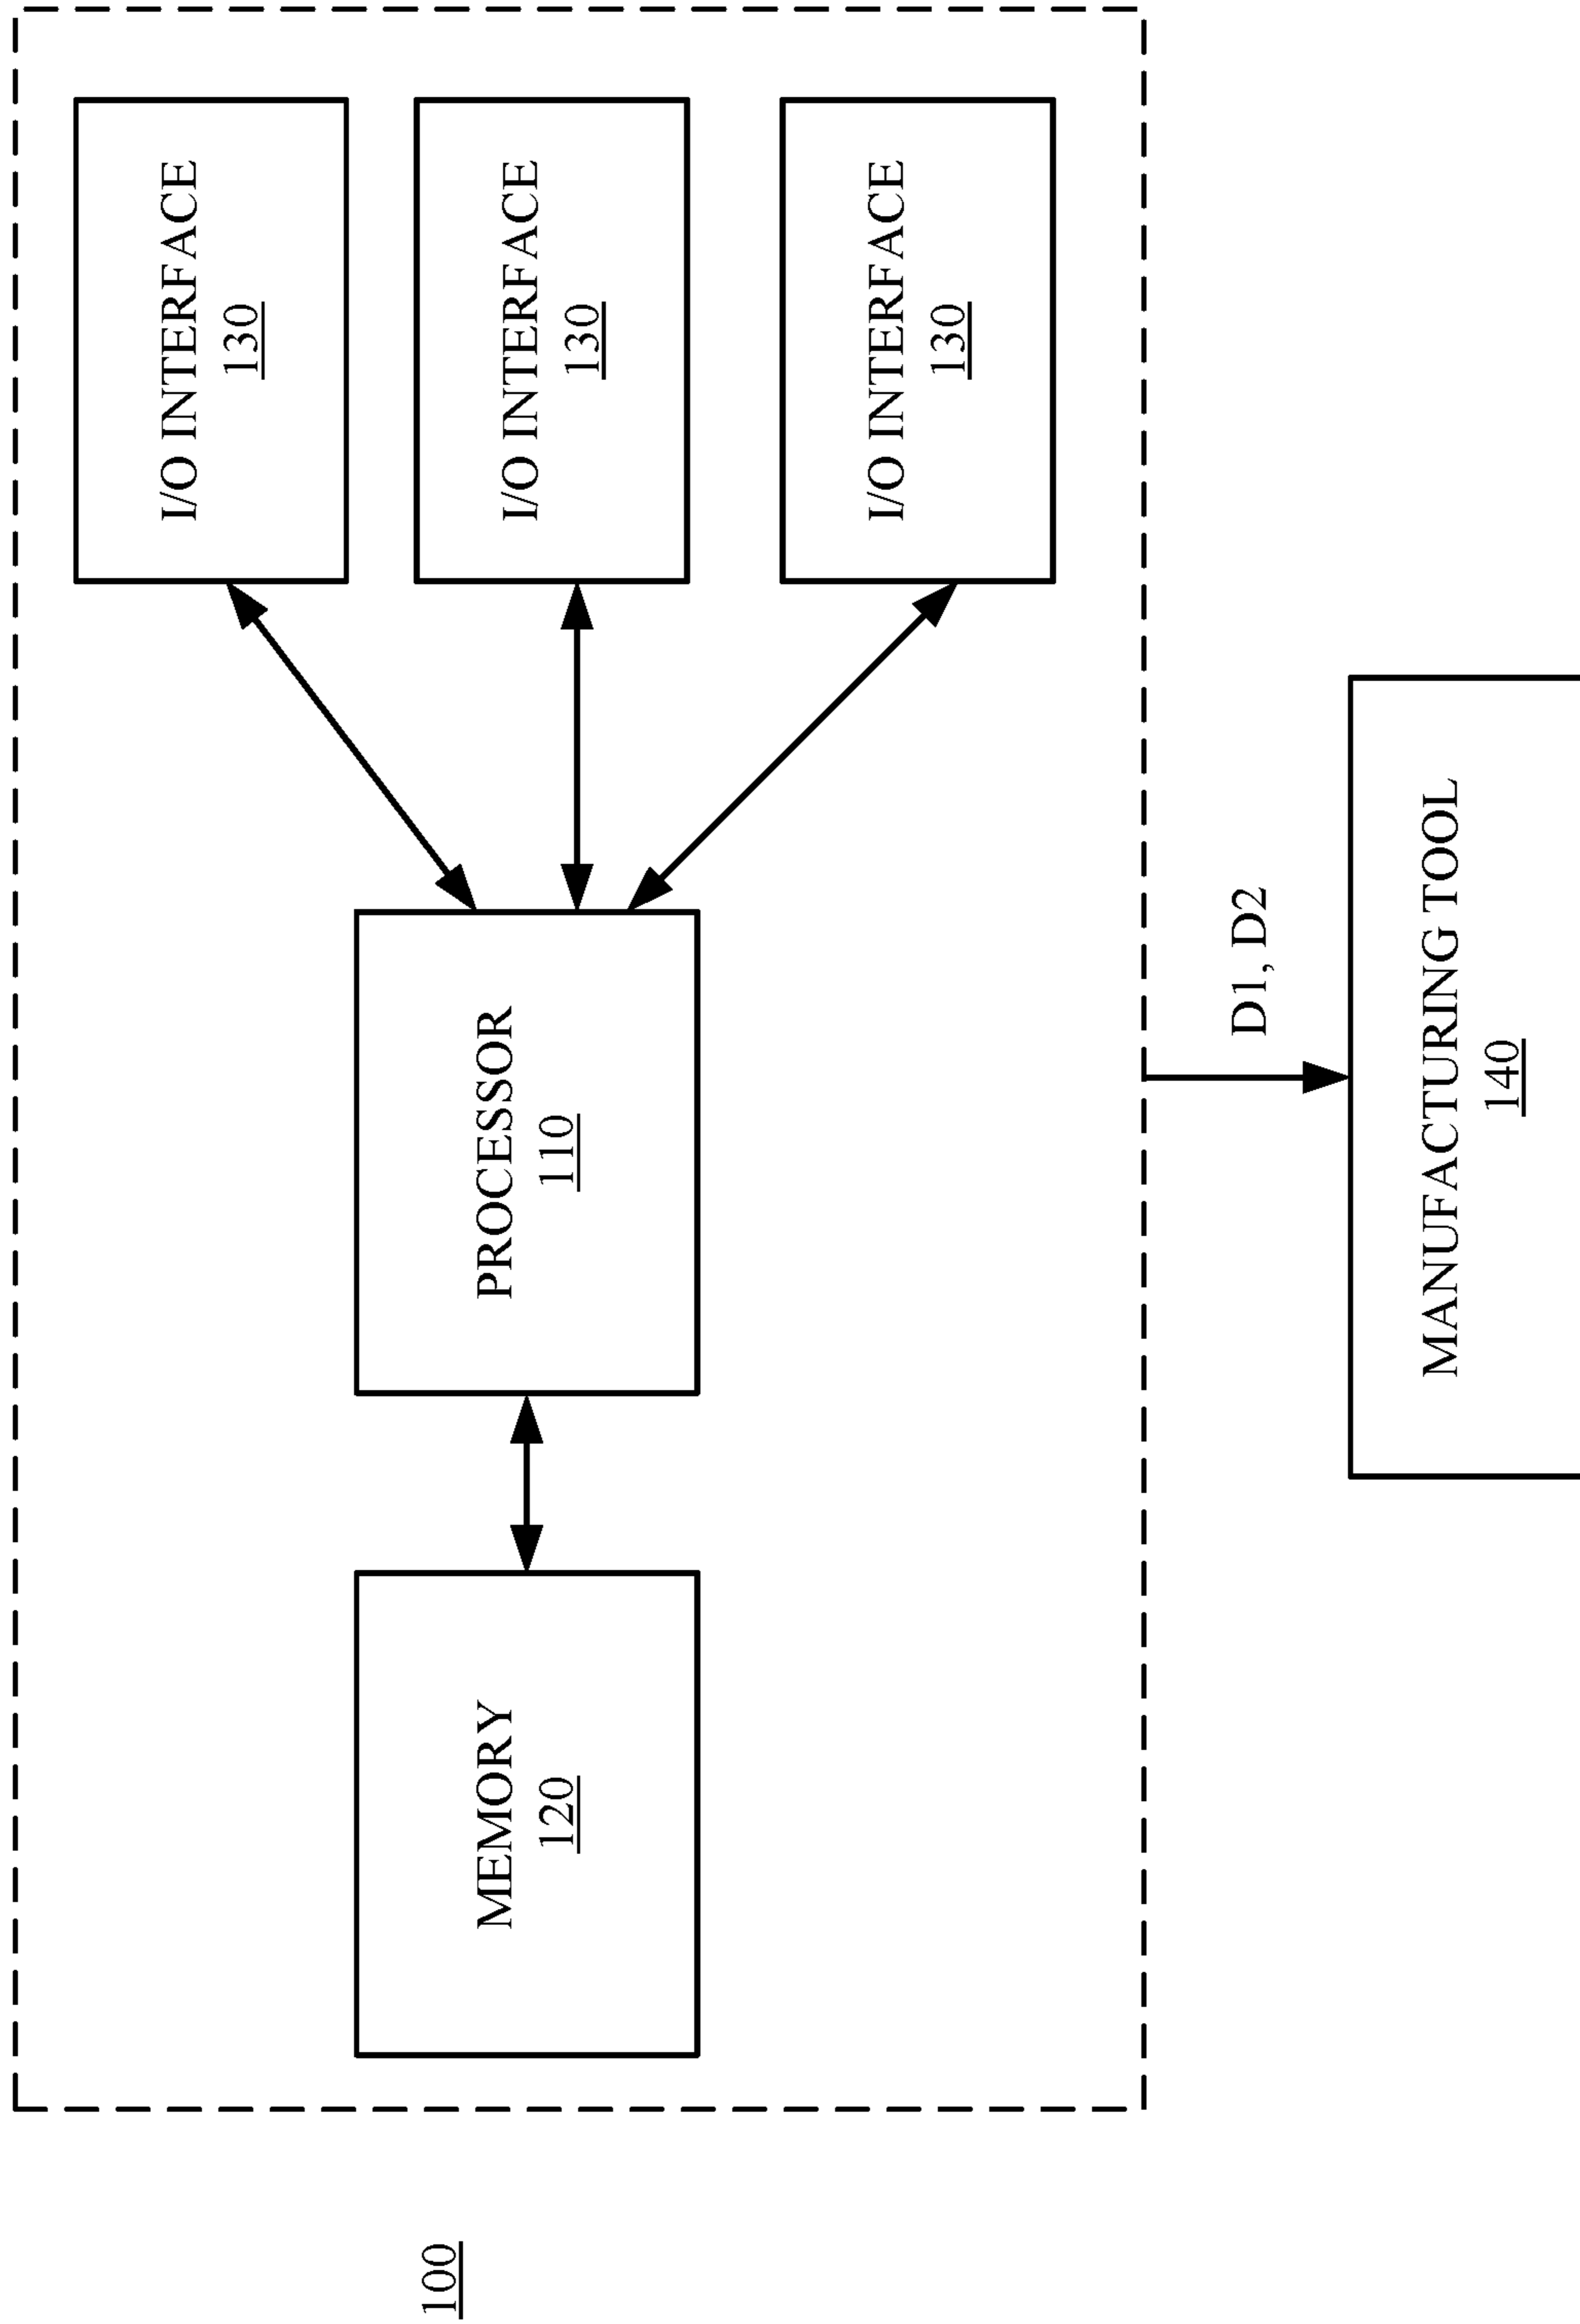 100
MEMORY
120
PROCESSOR
110
I/O INTERFACE
130
I/O INTERFACE
130
I/O INTERFACE
130
D1, D2
MANUFACTURING TOOL
140